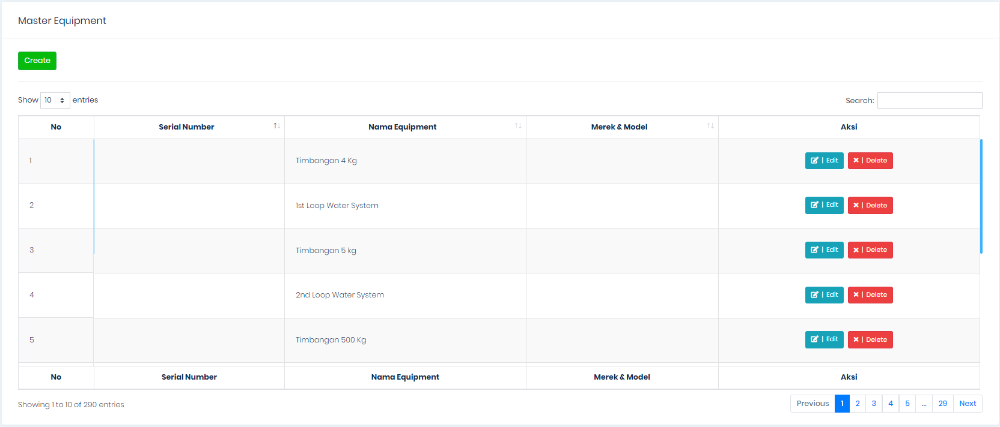 Master Equipment
Create
Show 10 entries
Search:
No Serial Number Nama Equipment Merek & Model Aksi
1 Timbangan 4 Kg | Edit | Delete
2 1st Loop Water System | Edit | Delete
3 Timbangan 5 kg | Edit | Delete
4 2nd Loop Water System | Edit | Delete
5 Timbangan 500 Kg | Edit | Delete
No Serial Number Nama Equipment Merek & Model Aksi
Showing 1 to 10 of 290 entries
Previous 1 2 3 4 5 ... 29 Next